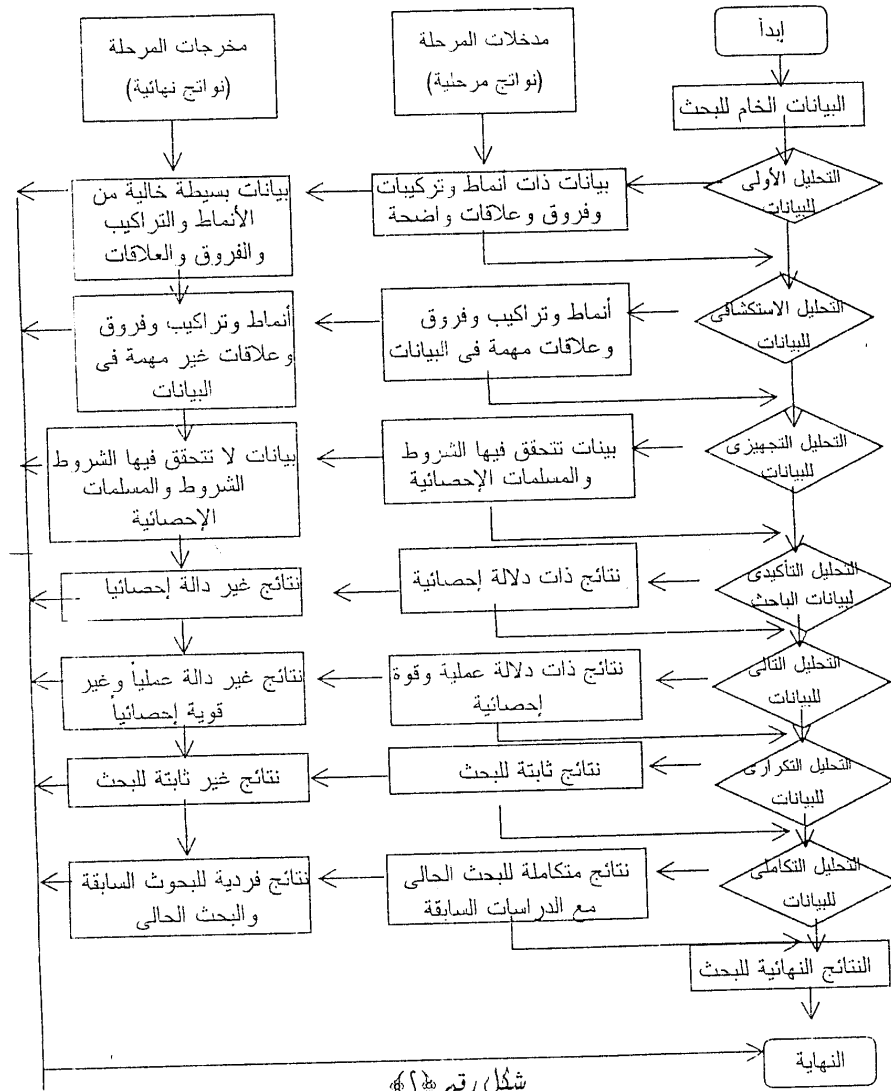 إبدأ
مدخلات المرحلة
(نواتج مرحلية)
مخرجات المرحلة
(نواتج نهائية)
البيانات الخام للبحث
التحليل الأولى
للبيانات
بيانات ذات أنماط وتركيبات
وفروق وعلاقات واضحة
بيانات بسيطة خالية من
الأنماط والتراكيب
والفروق والعلاقات
التحليل الاستكشافى
للبيانات
أنماط وتراكيب وفروق
وعلاقات مهمة فى البيانات
أنماط وتراكيب وفروق
وعلاقات غير مهمة فى
البيانات
التحليل التجهيزى
للبيانات
بينات تتحقق فيها الشروط
والمسلمات الإحصائية
بيانات لا تتحقق فيها الشروط
الشروط والمسلمات
الإحصائية
التحليل التأكيدى
لبيانات الباحث
نتائج ذات دلالة إحصائية
نتائج غير دالة إحصائيا
التحليل التالى
للبيانات
نتائج ذات دلالة عملية وقوة
إحصائية
نتائج غير دالة عملياً وغير
قوية إحصائياً
التحليل التكرارى
للبيانات
نتائج ثابتة للبحث
نتائج غير ثابتة للبحث
التحليل التكاملى
للبيانات
نتائج متكاملة للبحث الحالى
مع الدراسات السابقة
نتائج فردية للبحوث السابقة
والبحث الحالى
النتائج النهائية للبحث
النهاية
شكل رقم (٢)